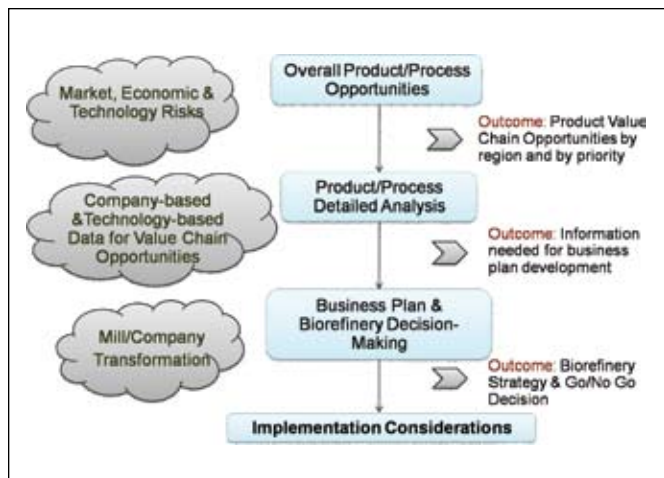 Market, Economic &
Technology Risks
Overall Product/Process
Opportunities
Outcome: Product Value
Chain Opportunities by
region and by priority
Company-based
&Technology-based
Data for Value Chain
Opportunities
Product/Process
Detailed Analysis
Outcome: Information
needed for business
plan development
Mill/Company
Transformation
Business Plan &
Biorefinery Decision-
Making
Outcome: Biorefinery
Strategy & Go/No Go
Decision
Implementation Considerations